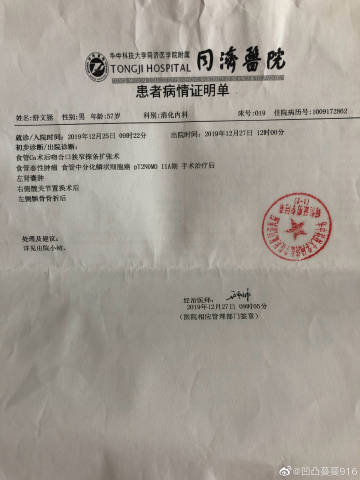 华中科技大学同济医学院附属
同濟醫院
TONGJI HOSPITAL
患者病情证明单
姓名:舒文胜 性别:男 年龄:57岁 科别:消化内科 床号:019 住院病历号:1009172862
就诊/入院时间:2019年12月25日 09时22分 出院时间:2019年12月27日 12时00分
初步诊断/出院诊断:
食管Ca术后吻合口狭窄探条扩张术
食管恶性肿瘤 食管中分化鳞状细胞癌 pT2N0M0 IIA期 手术治疗后
左肾囊肿
右侧髋关节置换术后
左侧髌骨骨折后
处理及建议:
详见出院小结。
经治医师:
2019年12月27日 09时05分
(医院相应管理部门签章)
@凹凸蔓蔓916